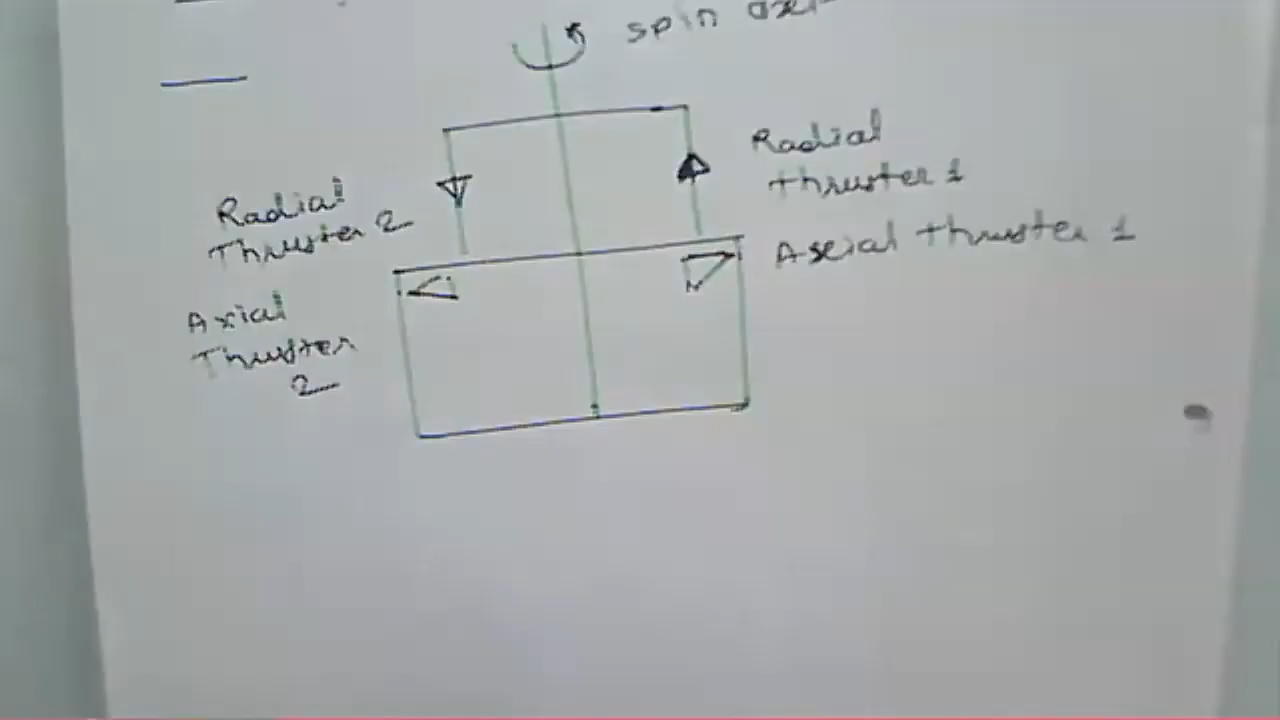 spin
Radial
thruster 1
Radial
Thruster 2
Axial thruster 1
Axial
Thruster
2